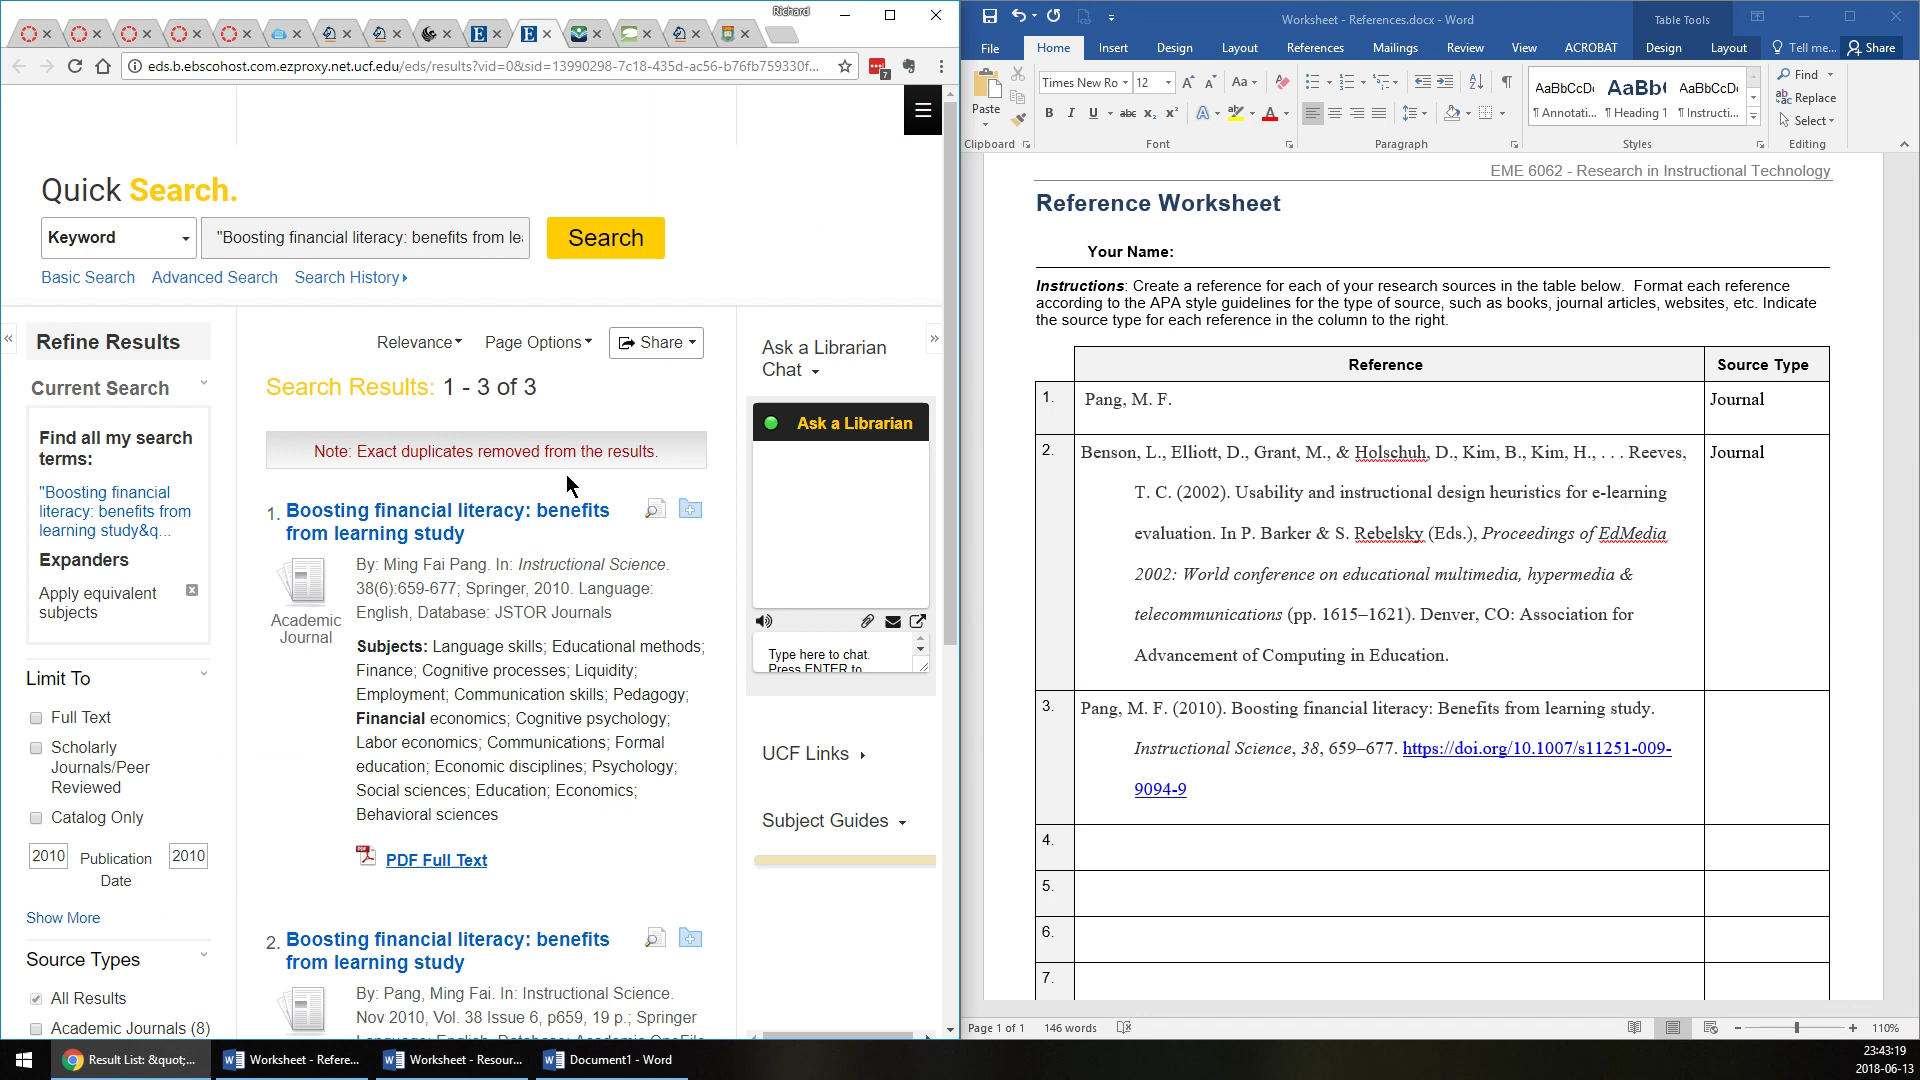 Richard
eds.b.ebscohost.com.ezproxy.net.ucf.edu/eds/results?vid=0&sid=13990298-7c18-435d-ac56-b76fb759330f...
7
Quick Search.
Keyword
"Boosting financial literacy: benefits from le
Search
Basic Search Advanced Search Search History
Refine Results
Current Search
Find all my search
terms:
"Boosting financial
literacy: benefits from
learning study&q...
Expanders
Apply equivalent
subjects
Limit To
Full Text
Scholarly
Journals/Peer
Reviewed
Catalog Only
2010 Publication 2010
Date
Show More
Source Types
All Results
Academic Journals (8)
Relevance Page Options Share
Search Results: 1 - 3 of 3
Note: Exact duplicates removed from the results.
1. Boosting financial literacy: benefits
from learning study
Academic
Journal
By: Ming Fai Pang. In: Instructional Science.
38(6):659-677; Springer, 2010. Language:
English, Database: JSTOR Journals
Subjects: Language skills; Educational methods;
Finance; Cognitive processes; Liquidity;
Employment; Communication skills; Pedagogy;
Financial economics; Cognitive psychology;
Labor economics; Communications; Formal
education; Economic disciplines; Psychology;
Social sciences; Education; Economics;
Behavioral sciences
PDF Full Text
2. Boosting financial literacy: benefits
from learning study
By: Pang, Ming Fai. In: Instructional Science.
Nov 2010, Vol. 38 Issue 6, p659, 19 p.; Springer
Ask a Librarian
Chat
Ask a Librarian
Type here to chat.
Press ENTER to
UCF Links
Subject Guides
Worksheet - References.docx - Word
Table Tools
File Home Insert Design Layout References Mailings Review View ACROBAT Design Layout Tell me... Share
Paste
Clipboard
Times New Ro 12
Font
Paragraph
AaBbCcDc AaBb( AaBbCcDc
¶ Annotati... ¶ Heading 1 ¶ Instructi...
Styles
Find
Replace
Select
Editing
EME 6062 - Research in Instructional Technology
Reference Worksheet
Your Name:
Instructions: Create a reference for each of your research sources in the table below. Format each reference
according to the APA style guidelines for the type of source, such as books, journal articles, websites, etc. Indicate
the source type for each reference in the column to the right.
Reference Source Type
1. Pang, M. F. Journal
2. Benson, L., Elliott, D., Grant, M., & Holschuh, D., Kim, B., Kim, H., . . . Reeves, Journal
T. C. (2002). Usability and instructional design heuristics for e-learning
evaluation. In P. Barker & S. Rebelsky (Eds.), Proceedings of EdMedia
2002: World conference on educational multimedia, hypermedia &
telecommunications (pp. 1615–1621). Denver, CO: Association for
Advancement of Computing in Education.
3. Pang, M. F. (2010). Boosting financial literacy: Benefits from learning study.
Instructional Science, 38, 659–677. https://doi.org/10.1007/s11251-009-
9094-9
4.
5.
6.
7.
Page 1 of 1 146 words 110%
Result List: &quot;... Worksheet - Refere... Worksheet - Resour... Document1 - Word
23:43:19
2018-06-13